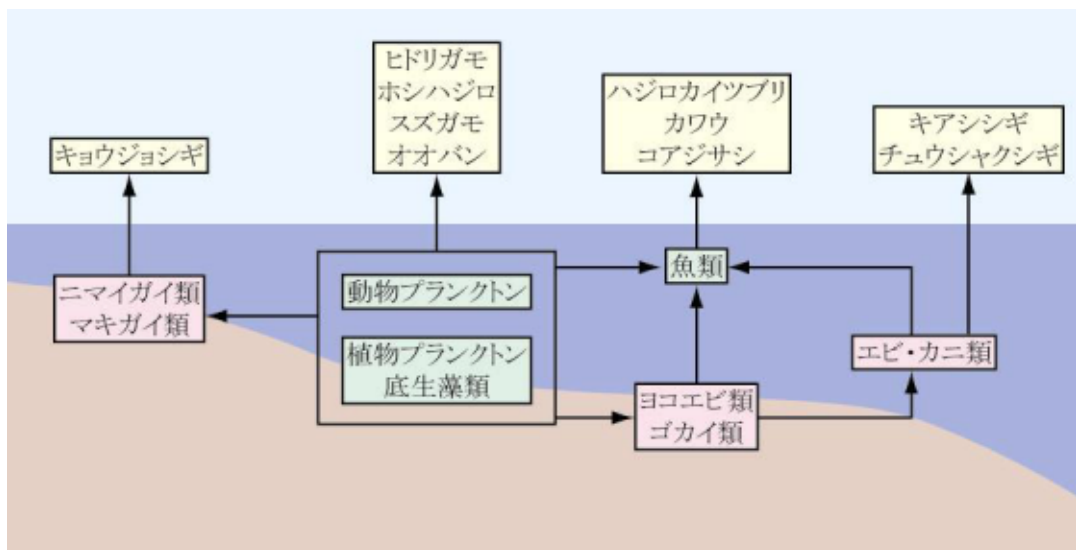 キョウジョシギ
ヒドリガモ
ホシハジロ
スズガモ
オオバン
ハジロカイツブリ
カワウ
コアジサシ
キアシシギ
チュウシャクシギ
ニマイガイ類
マキガイ類
動物プランクトン
植物プランクトン
底生藻類
魚類
ヨコエビ類
ゴカイ類
エビ・カニ類